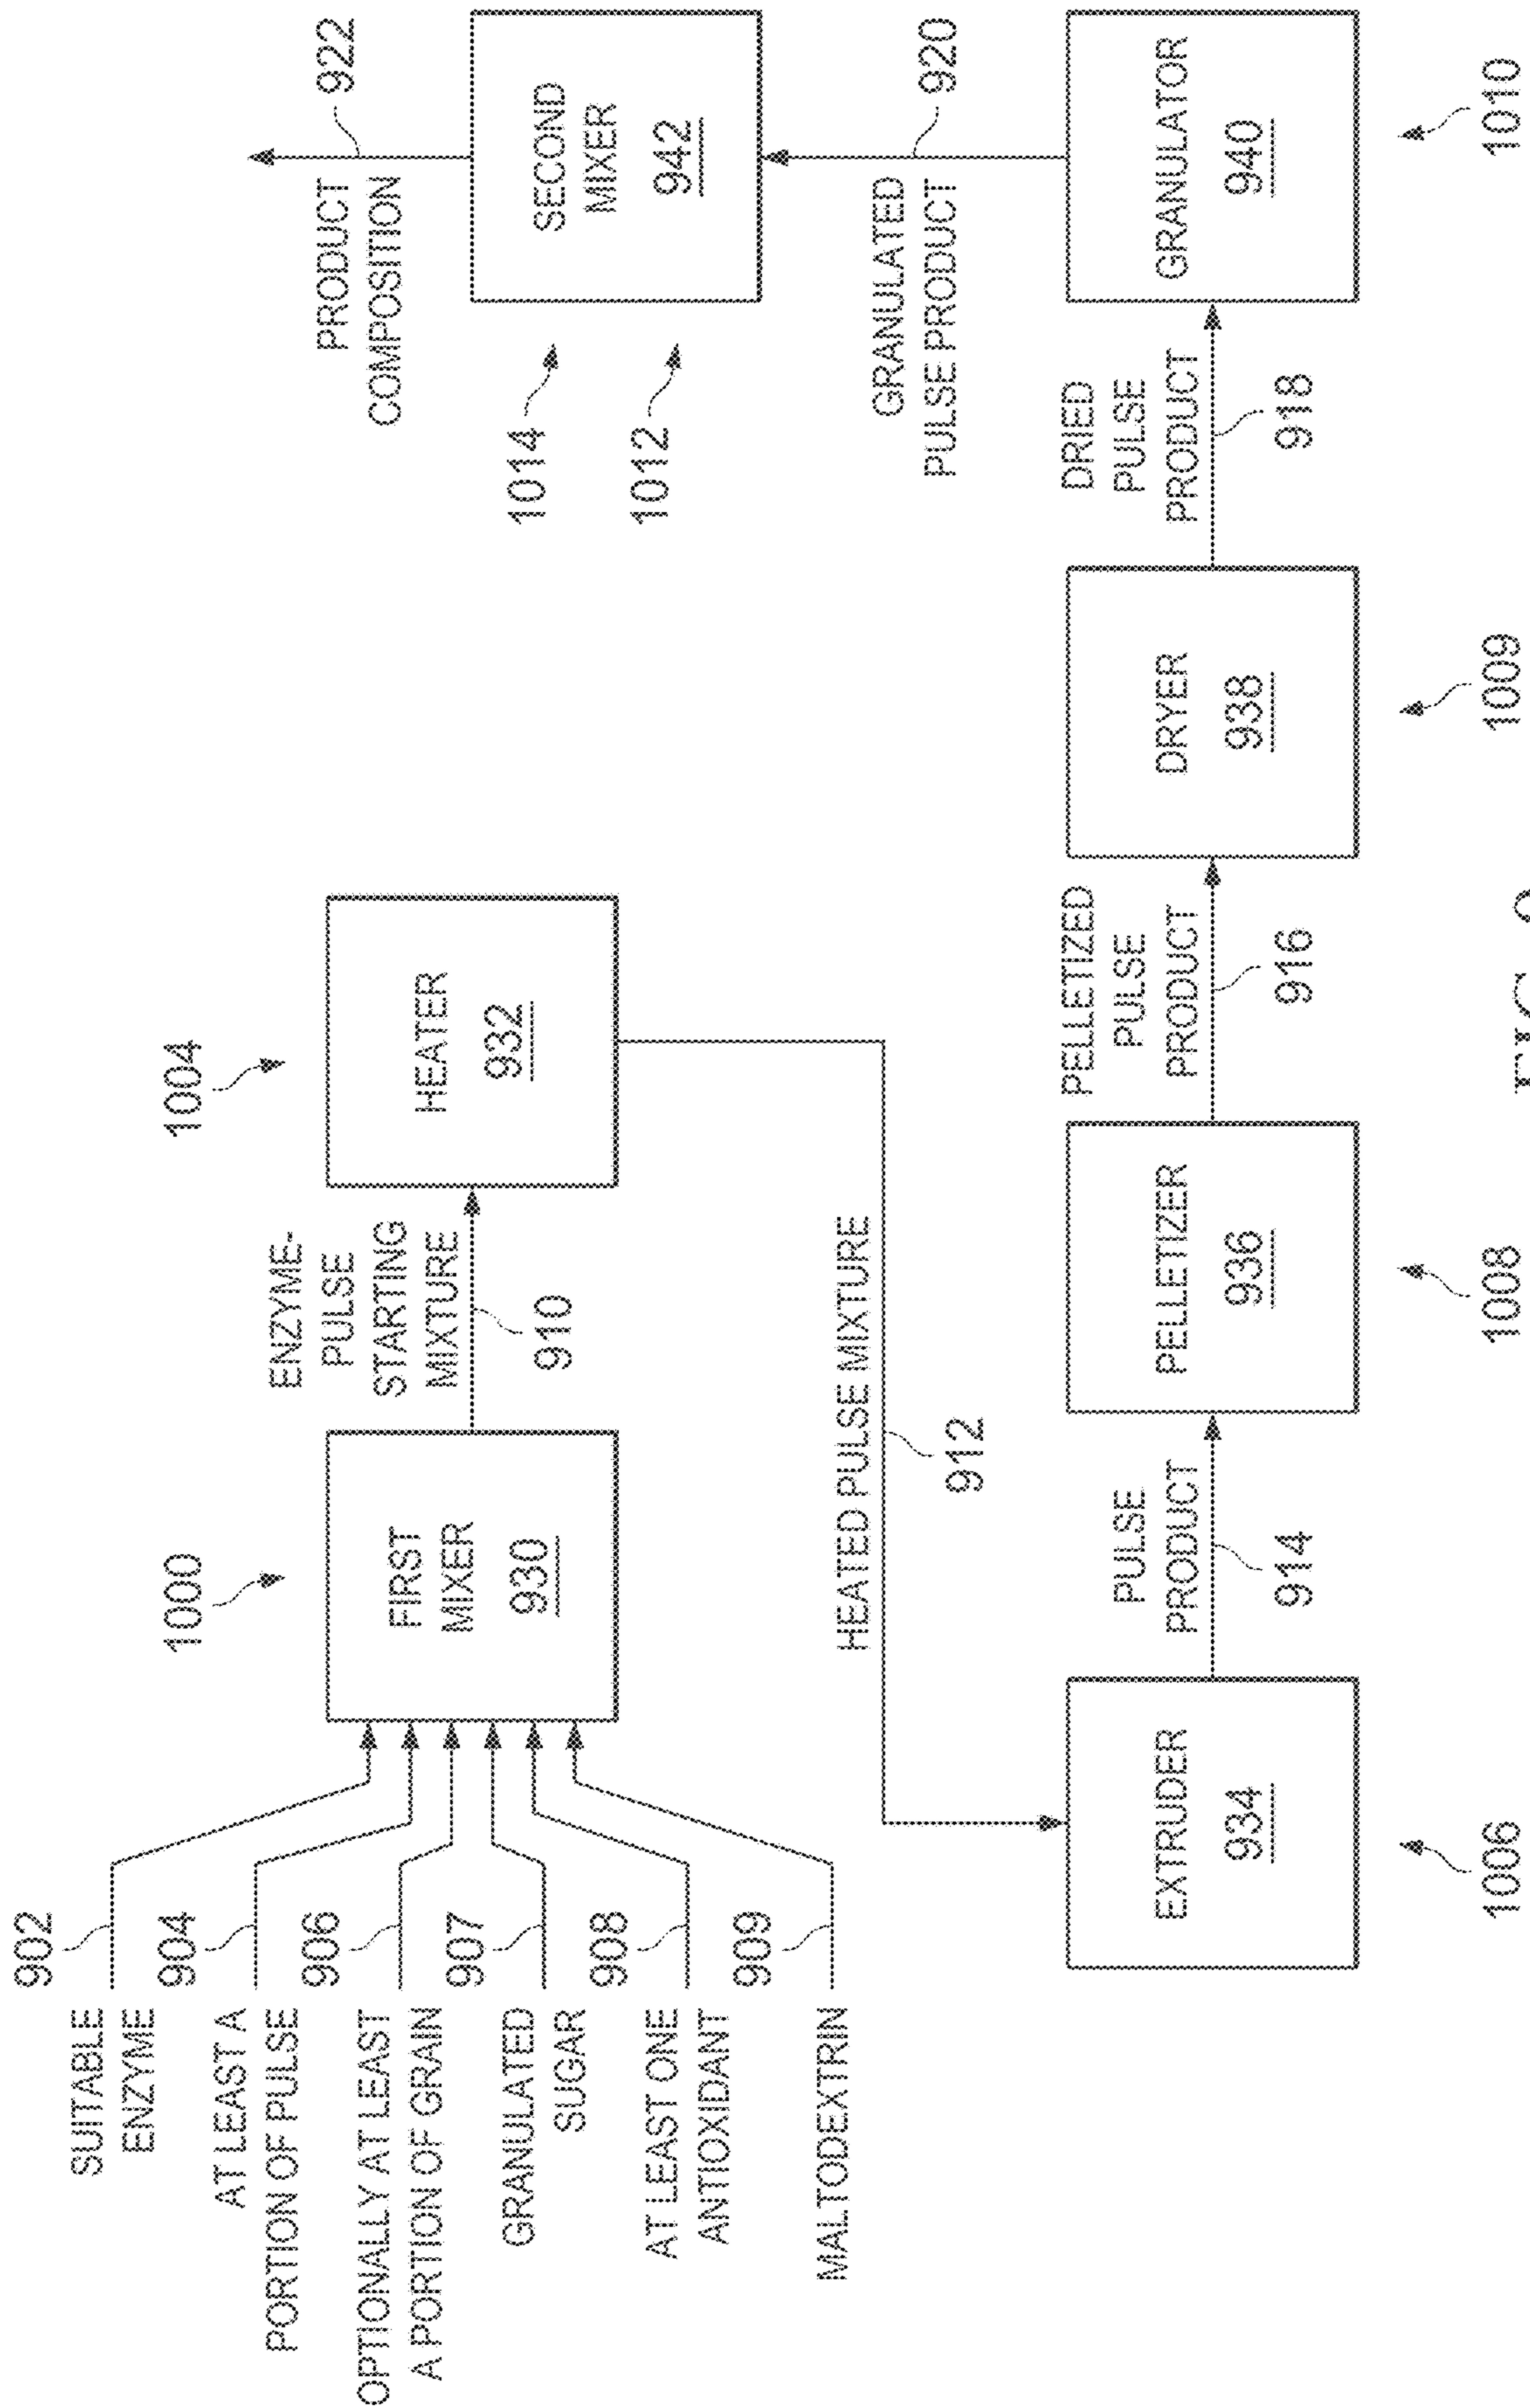 902
SUITABLE
ENZYME
904
AT LEAST A
PORTION OF PULSE
906
OPTIONALLY AT LEAST
A PORTION OF GRAIN
907
GRANULATED
SUGAR
908
AT LEAST ONE
ANTIOXIDANT
909
MALTODEXTRIN
1000
FIRST
MIXER
930
ENZYME-
PULSE
STARTING
MIXTURE
910
1004
HEATER
932
HEATED PULSE MIXTURE
912
EXTRUDER
934
1006
PULSE
PRODUCT
914
PELLETIZER
936
1008
PELLETIZED
PULSE
PRODUCT
916
DRYER
938
1009
DRIED
PULSE
PRODUCT
918
GRANULATOR
940
1010
GRANULATED
PULSE PRODUCT
920
SECOND
MIXER
942
1014
1012
PRODUCT
COMPOSITION
922